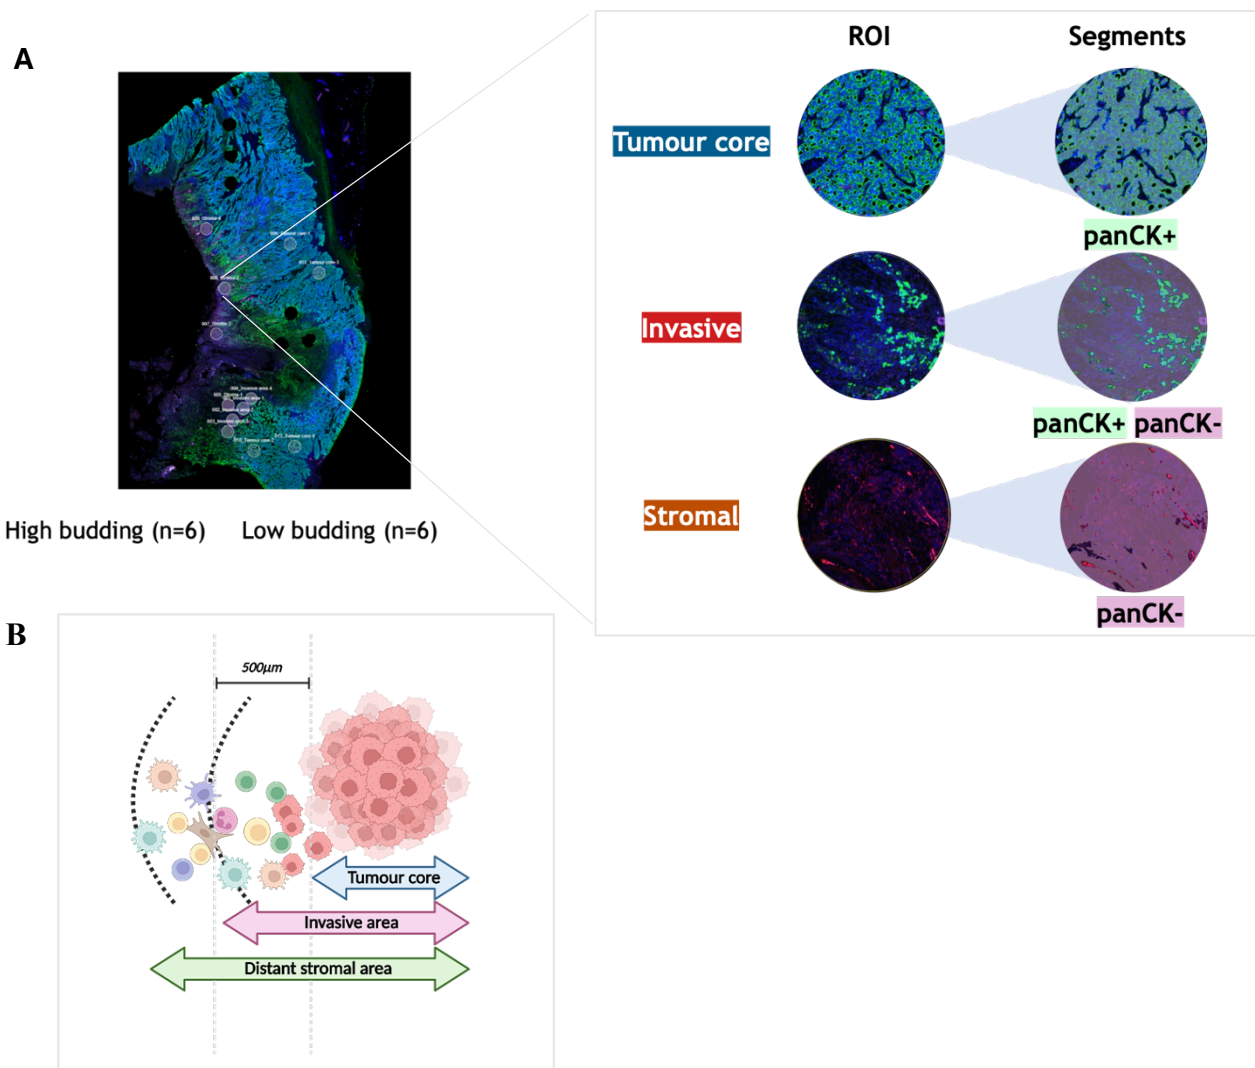 A
ROI
Segments
Tumour core
panCK+
Invasive
panCK+ panCK-
Stromal
panCK-
High budding (n=6) Low budding (n=6)
B
500µm
Tumour core
Invasive area
Distant stromal area